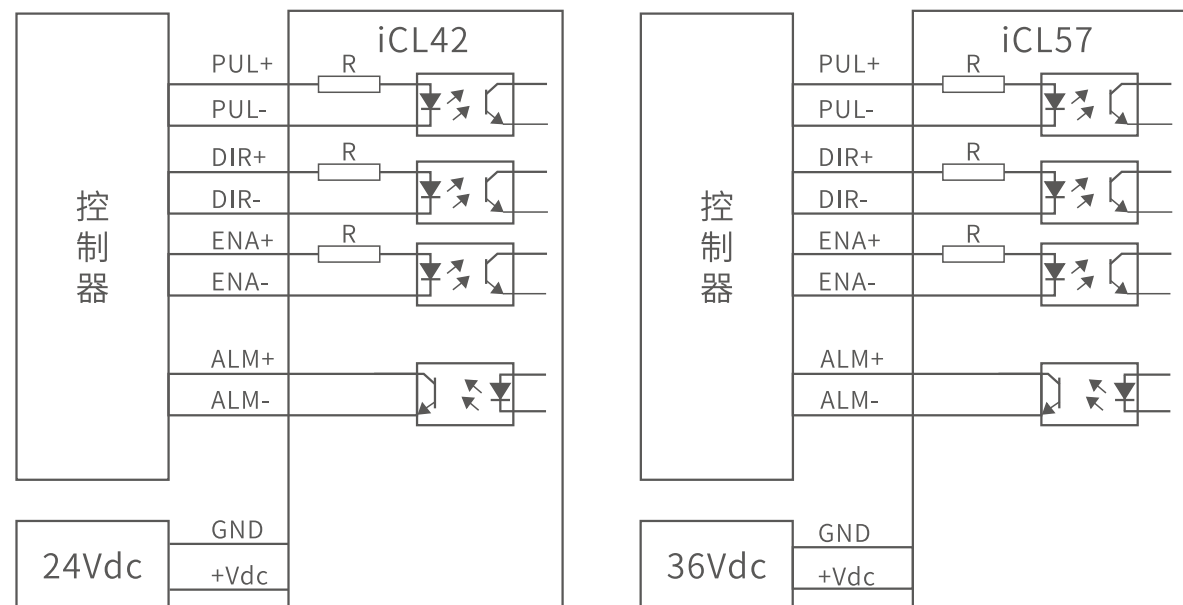 iCL42
PUL+
R
PUL-
DIR+
R
DIR-
ENA+
R
ENA-
ALM+
ALM-
控制器
GND
24Vdc
+Vdc
iCL57
PUL+
R
PUL-
DIR+
R
DIR-
ENA+
R
ENA-
ALM+
ALM-
控制器
GND
36Vdc
+Vdc